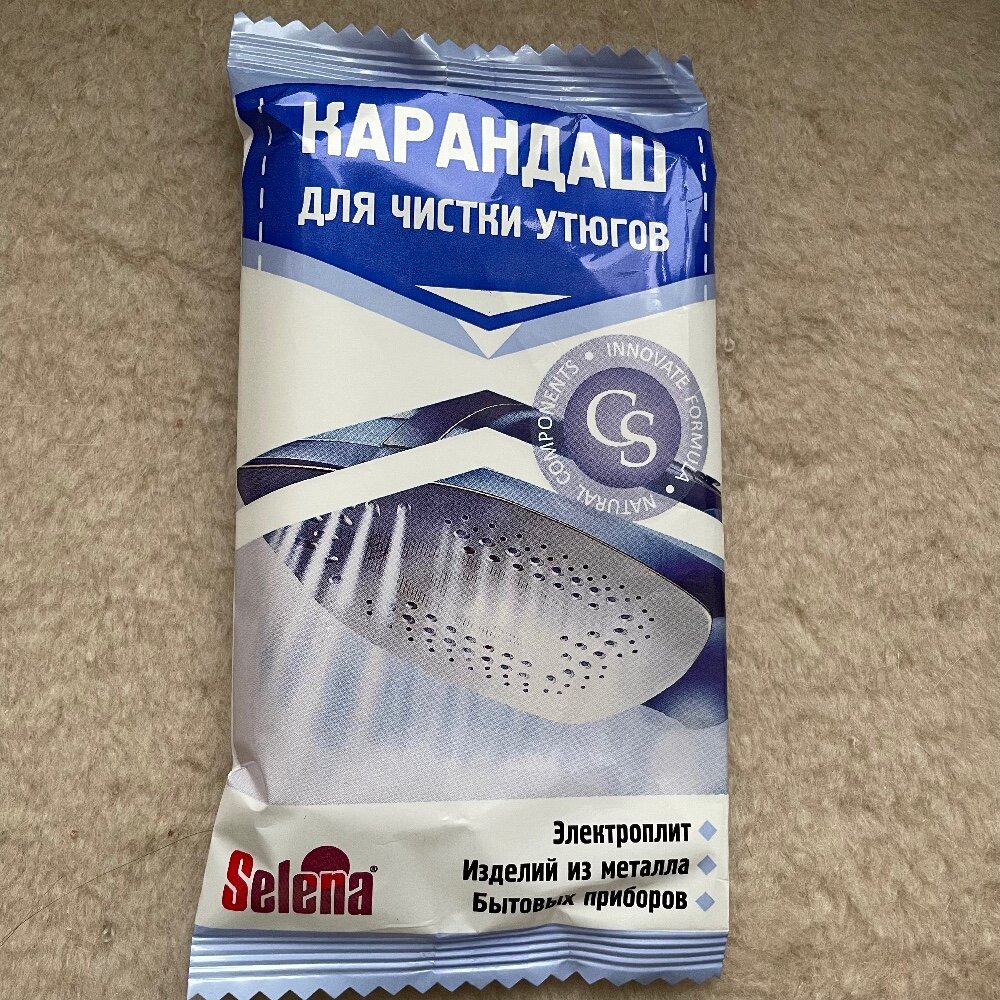 КАРАНДАШ
ДЛЯ ЧИСТКИ УТЮГОВ
INNOVATE FORMULA • NATURAL COMPONENTS •
CS
Электроплит
Изделий из металла
Бытовых приборов
Selena®